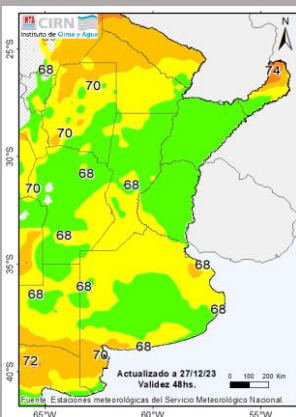 CIRN
Instituto de Clima y Agua
25°S
68
70
74
70
30°S
68
70
68
68
35°S
68
68
68
68
70
72
40°S
N
Actualizado a 27/12/23
Validez 48hs.
0 100 200 Km
Fuente: Estaciones meteorológicas del Servicio Meteorológico Nacional.
65°W
60°W
55°W